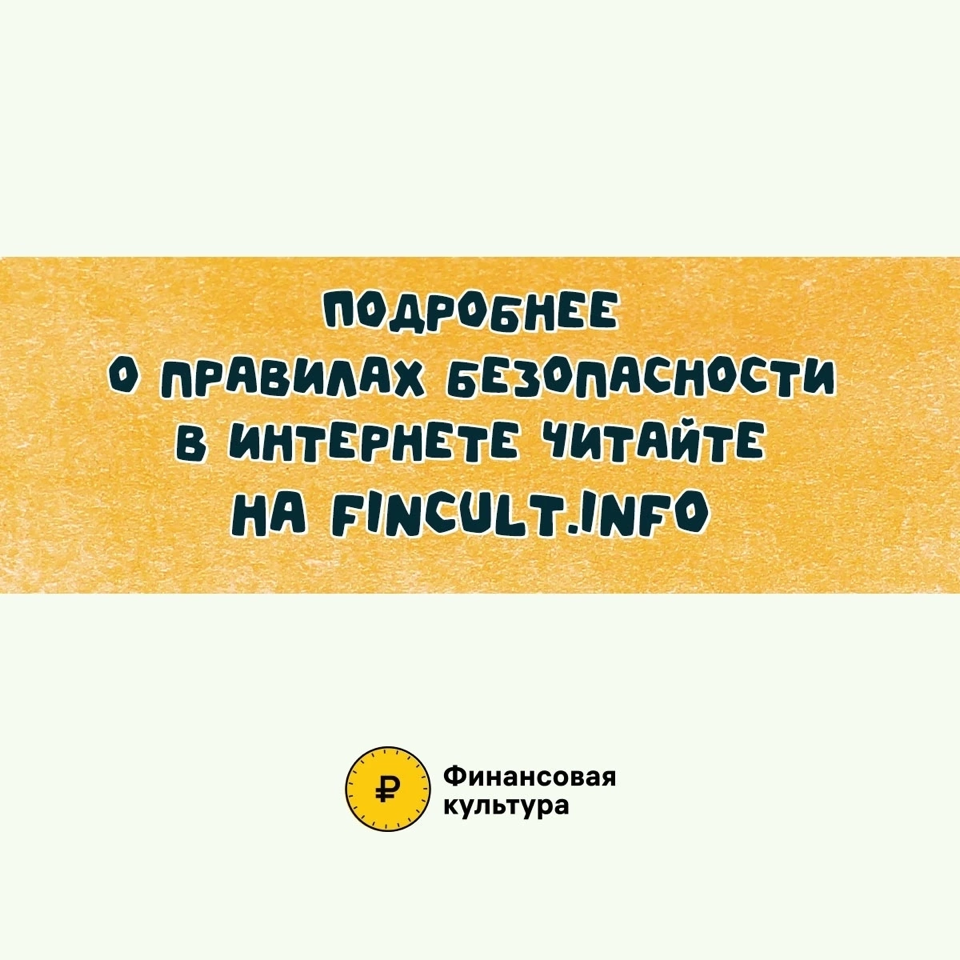 ПОДРОБНЕЕ
О ПРАВИЛАХ БЕЗОПАСНОСТИ
В ИНТЕРНЕТЕ ЧИТАЙТЕ
НА FINCULT.INFO
₽ Финансовая
культура